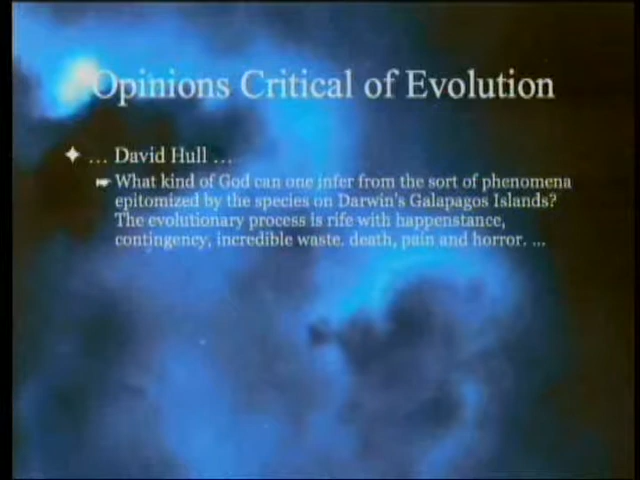 Opinions Critical of Evolution
… David Hull …
What kind of God can one infer from the sort of phenomena
epitomized by the species on Darwin's Galapagos Islands?
The evolutionary process is rife with happenstance,
contingency, incredible waste. death, pain and horror. ...